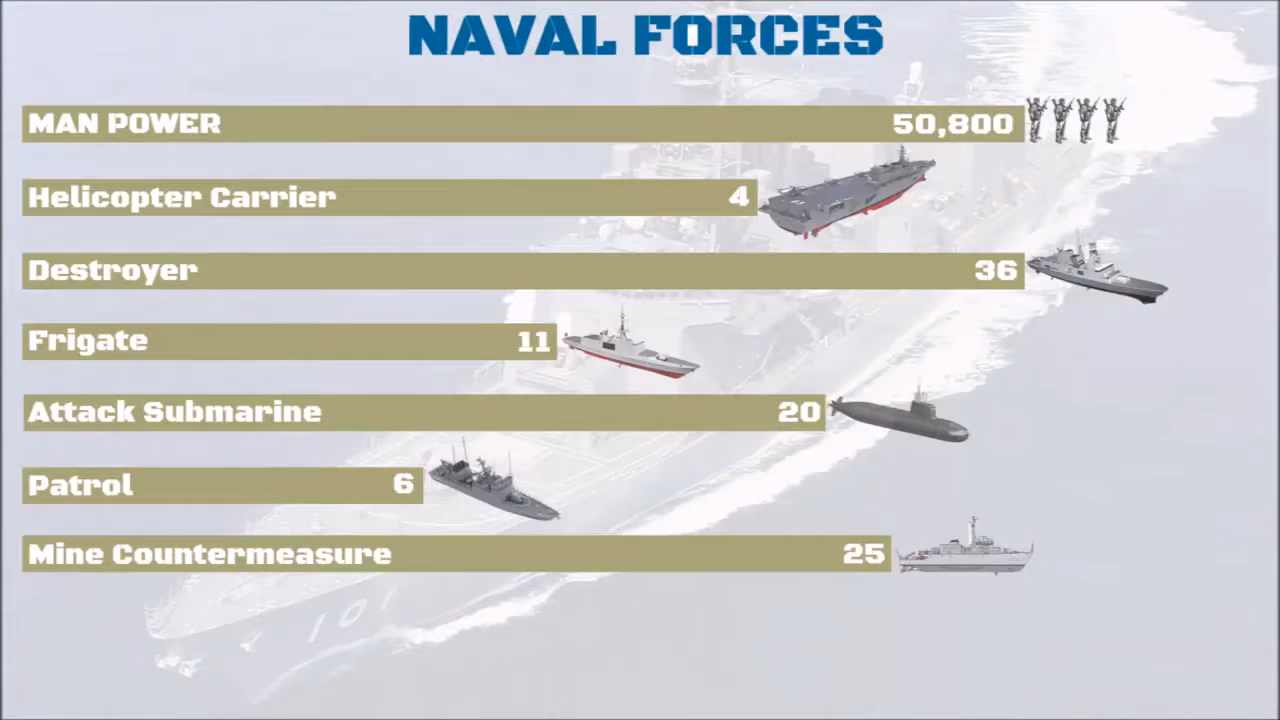 NAVAL FORCES
MAN POWER 50,800
Helicopter Carrier 4
Destroyer 36
Frigate 11
Attack Submarine 20
Patrol 6
Mine Countermeasure 25
101